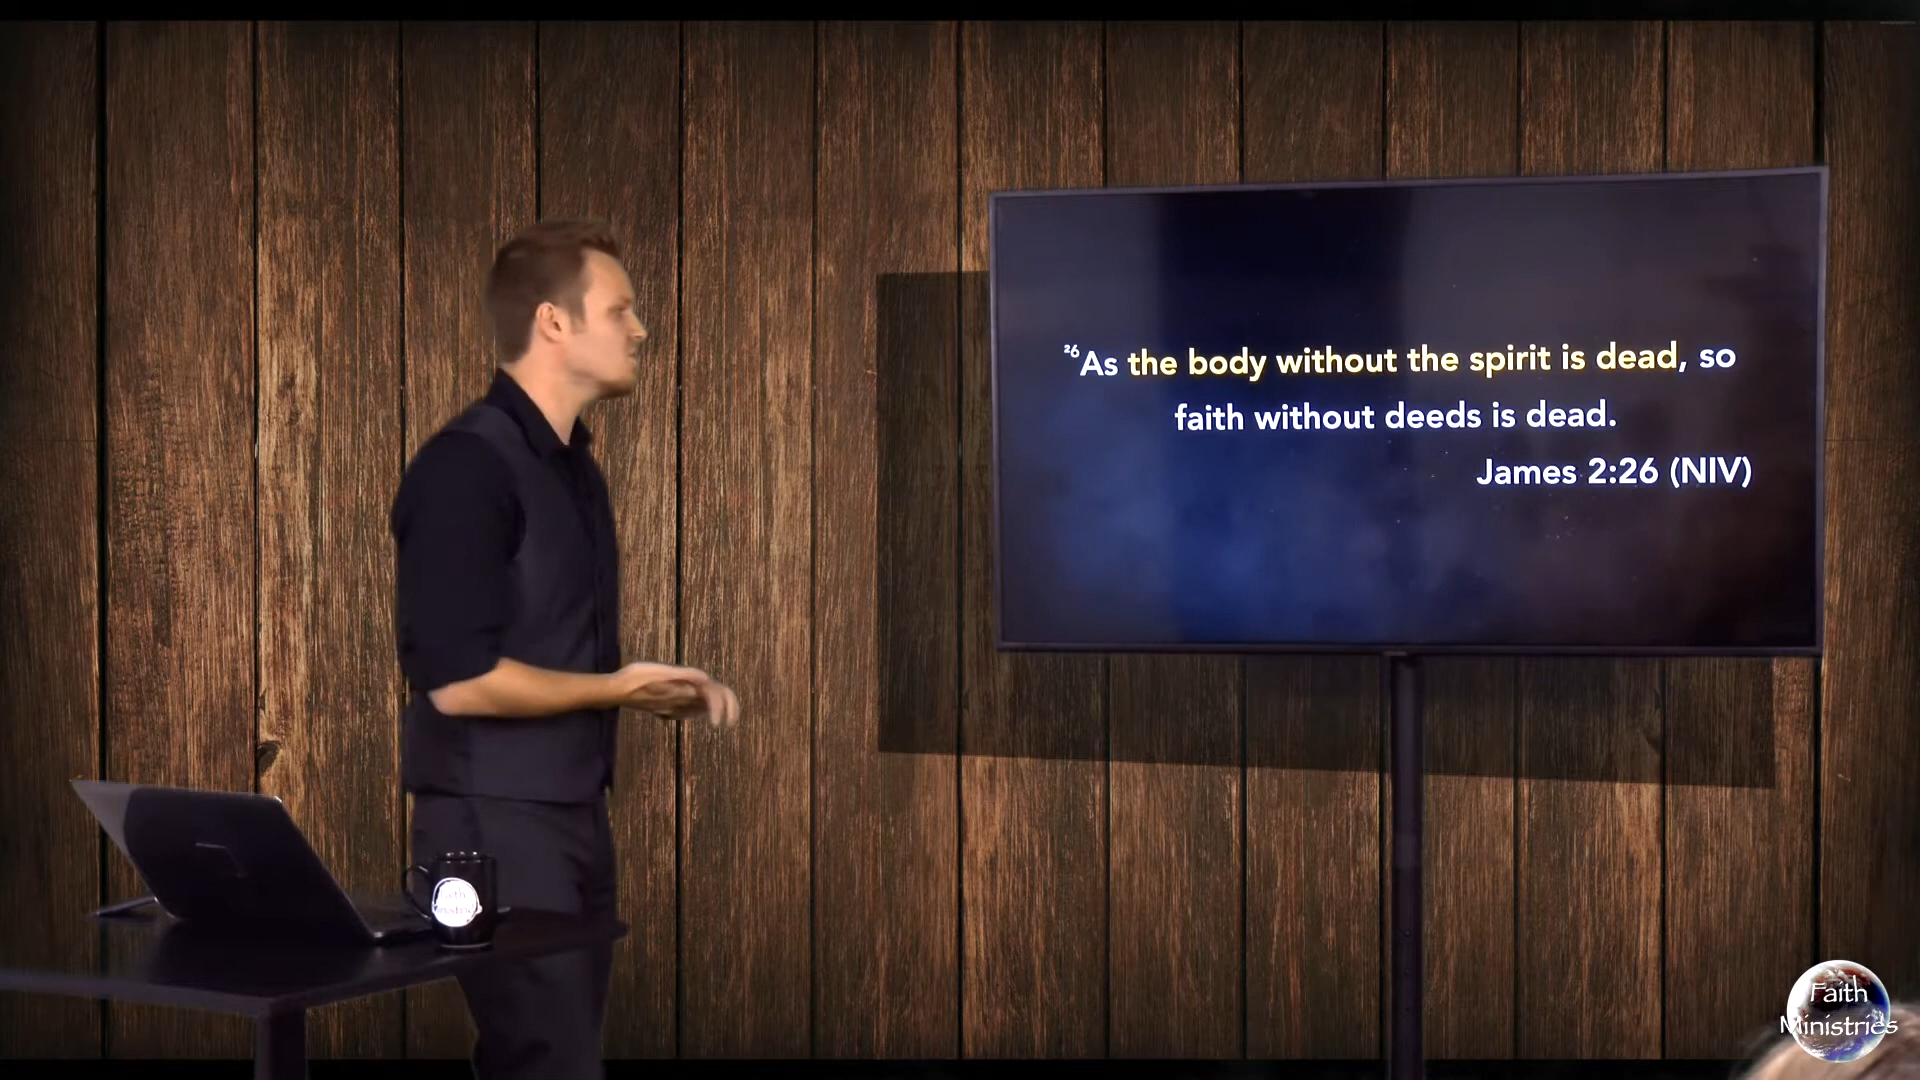 ²⁶As the body without the spirit is dead, so
faith without deeds is dead.
James 2:26 (NIV)
Faith
Ministries